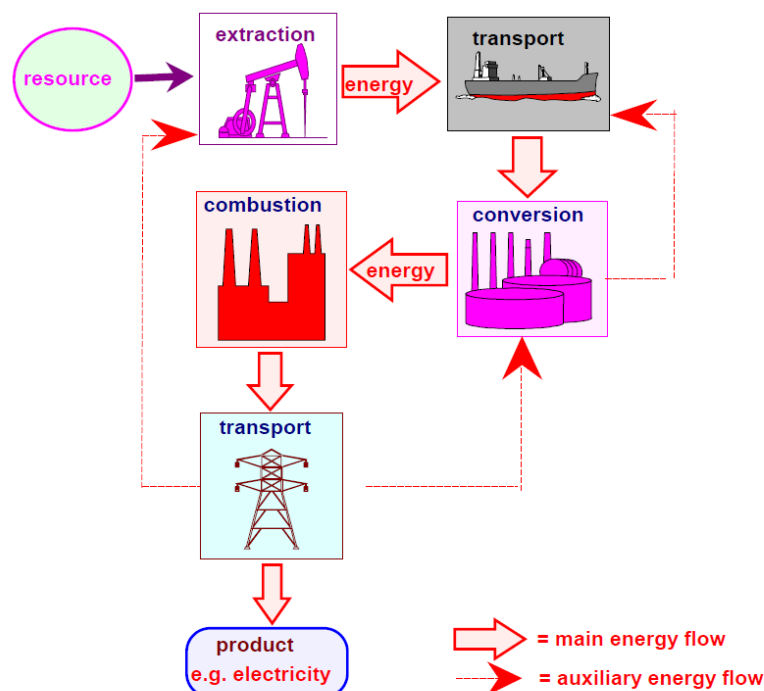 resource
extraction
energy
transport
combustion
energy
conversion
transport
product
e.g. electricity
= main energy flow
= auxiliary energy flow